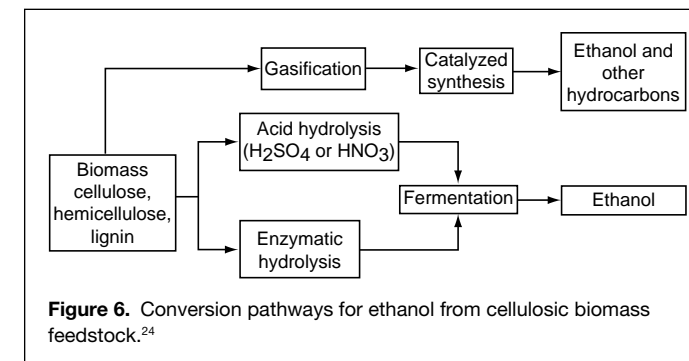 Gasification
Catalyzed
synthesis
Ethanol and
other
hydrocarbons
Biomass
cellulose,
hemicellulose,
lignin
Acid hydrolysis
(H₂SO₄ or HNO₃)
Enzymatic
hydrolysis
Fermentation
Ethanol
Figure 6. Conversion pathways for ethanol from cellulosic biomass
feedstock.²⁴